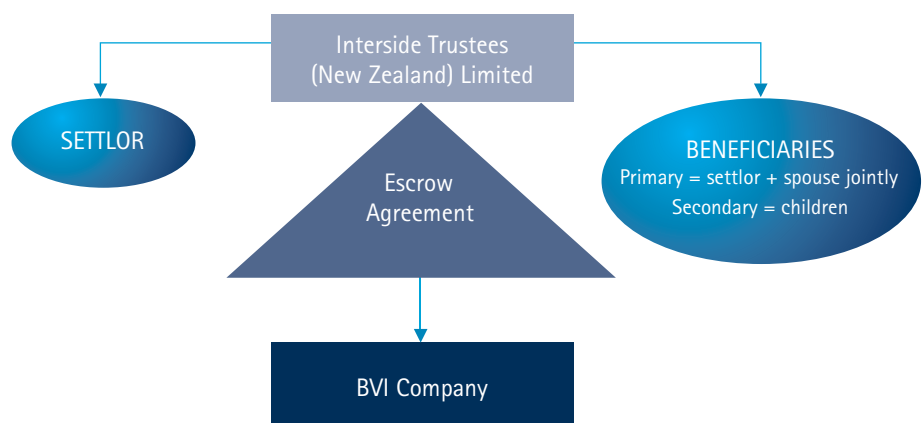 Interside Trustees
(New Zealand) Limited
SETTLOR
BENEFICIARIES
Primary = settlor + spouse jointly
Secondary = children
Escrow
Agreement
BVI Company